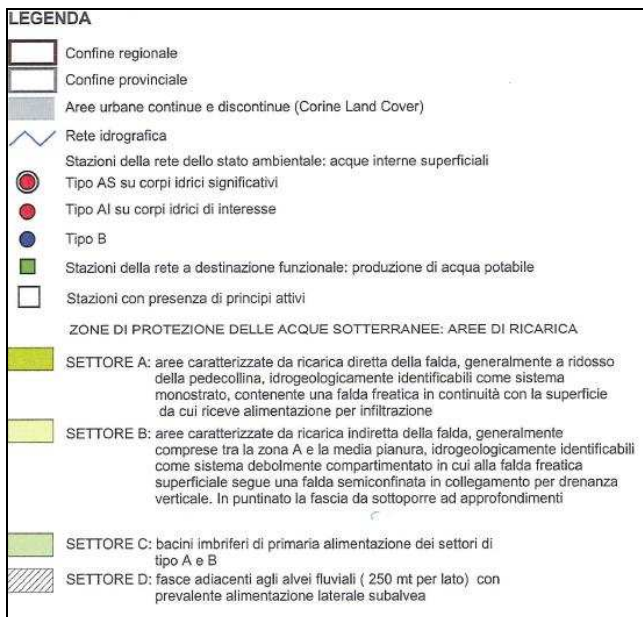 LEGENDA
Confine regionale
Confine provinciale
Aree urbane continue e discontinue (Corine Land Cover)
Rete idrografica
Stazioni della rete dello stato ambientale: acque interne superficiali
Tipo AS su corpi idrici significativi
Tipo AI su corpi idrici di interesse
Tipo B
Stazioni della rete a destinazione funzionale: produzione di acqua potabile
Stazioni con presenza di principi attivi
ZONE DI PROTEZIONE DELLE ACQUE SOTTERRANEE: AREE DI RICARICA
SETTORE A: aree caratterizzate da ricarica diretta della falda, generalmente a ridosso
della pedecollina, idrogeologicamente identificabili come sistema
monostrato, contenente una falda freatica in continuità con la superficie
da cui riceve alimentazione per infiltrazione
SETTORE B: aree caratterizzate da ricarica indiretta della falda, generalmente
comprese tra la zona A e la media pianura, idrogeologicamente identificabili
come sistema debolmente compartimentato in cui alla falda freatica
superficiale segue una falda semiconfinata in collegamento per drenanza
verticale. In puntinato la fascia da sottoporre ad approfondimenti
SETTORE C: bacini imbriferi di primaria alimentazione dei settori di
tipo A e B
SETTORE D: fasce adiacenti agli alvei fluviali ( 250 mt per lato) con
prevalente alimentazione laterale subalvea